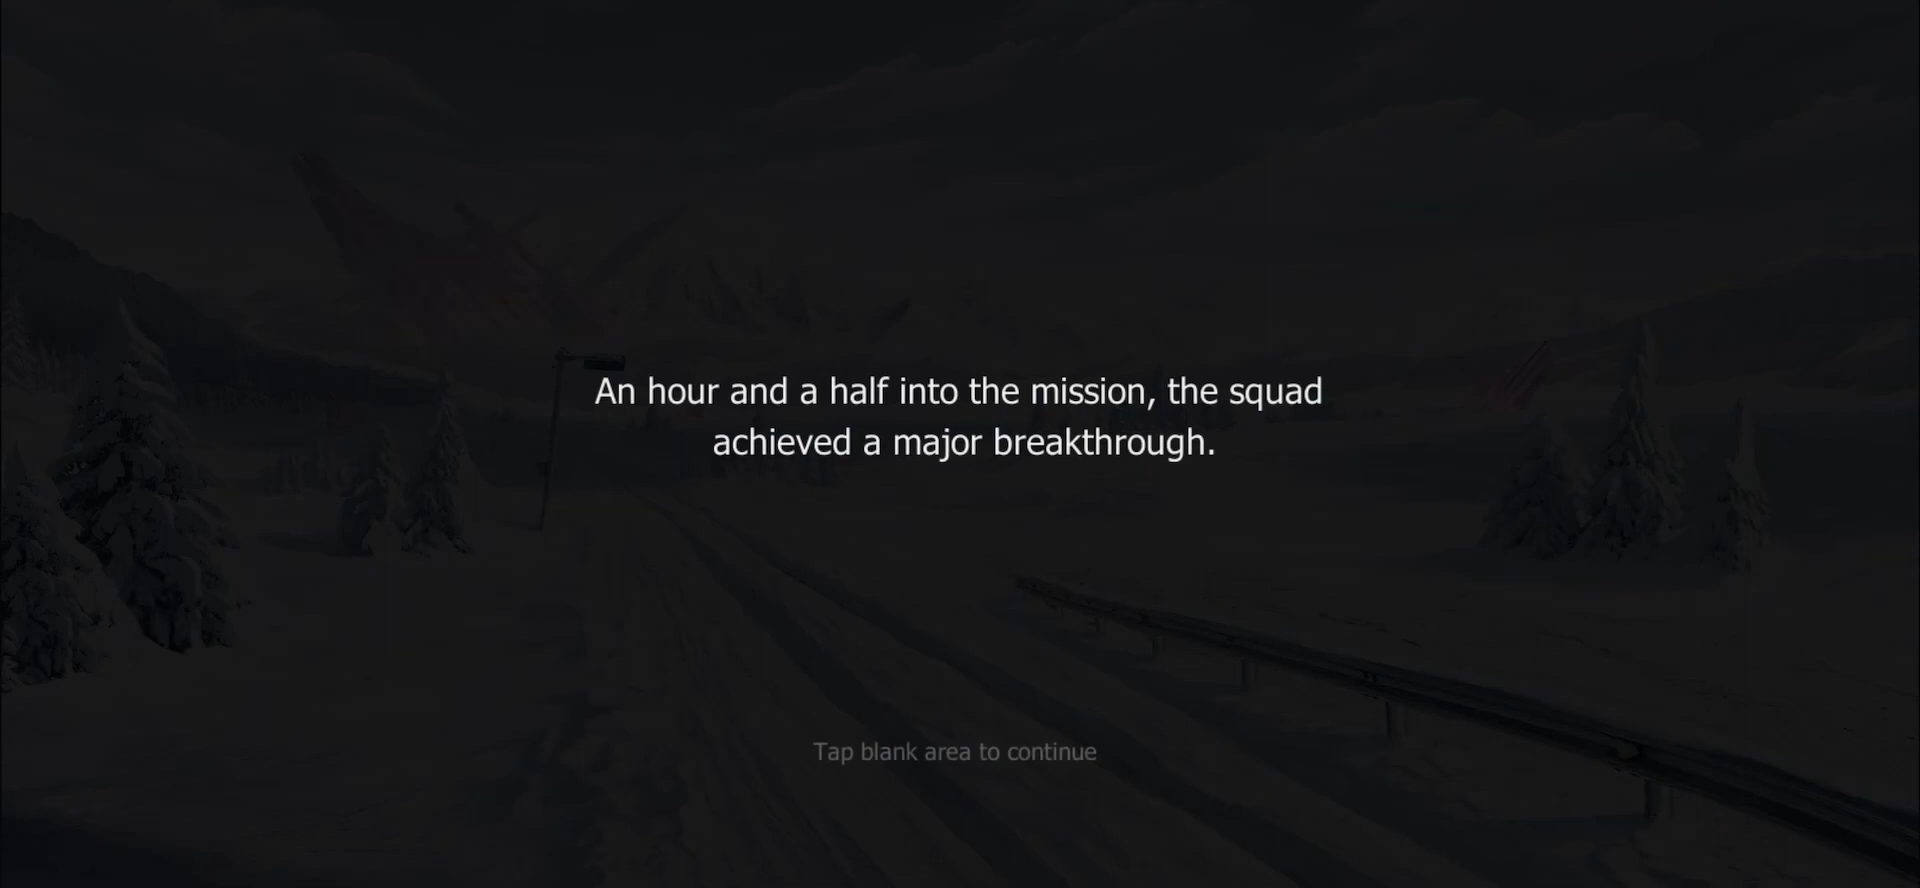 An hour and a half into the mission, the squad
achieved a major breakthrough.
Tap blank area to continue